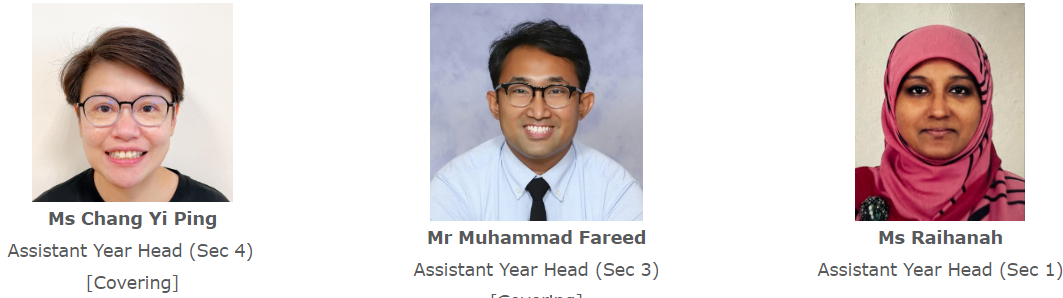 Ms Chang Yi Ping
Assistant Year Head (Sec 4)
[Covering]
Mr Muhammad Fareed
Assistant Year Head (Sec 3)
[Covering]
Ms Raihanah
Assistant Year Head (Sec 1)